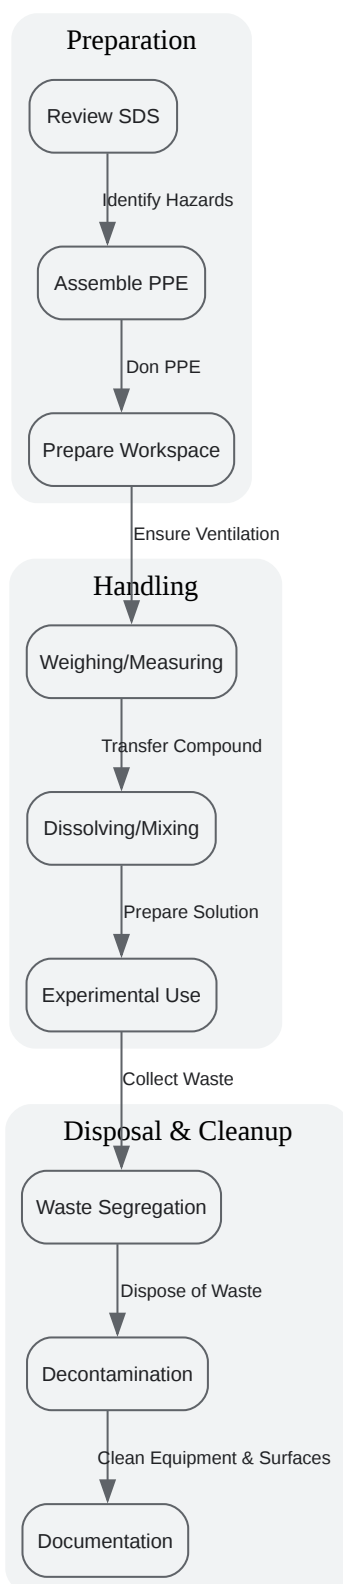 Preparation
Review SDS
Identify Hazards
Assemble PPE
Don PPE
Prepare Workspace
Ensure Ventilation
Handling
Weighing/Measuring
Transfer Compound
Dissolving/Mixing
Prepare Solution
Experimental Use
Collect Waste
Disposal & Cleanup
Waste Segregation
Dispose of Waste
Decontamination
Clean Equipment & Surfaces
Documentation